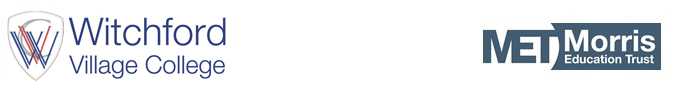 Witchford
Village College
MET Morris
Education Trust